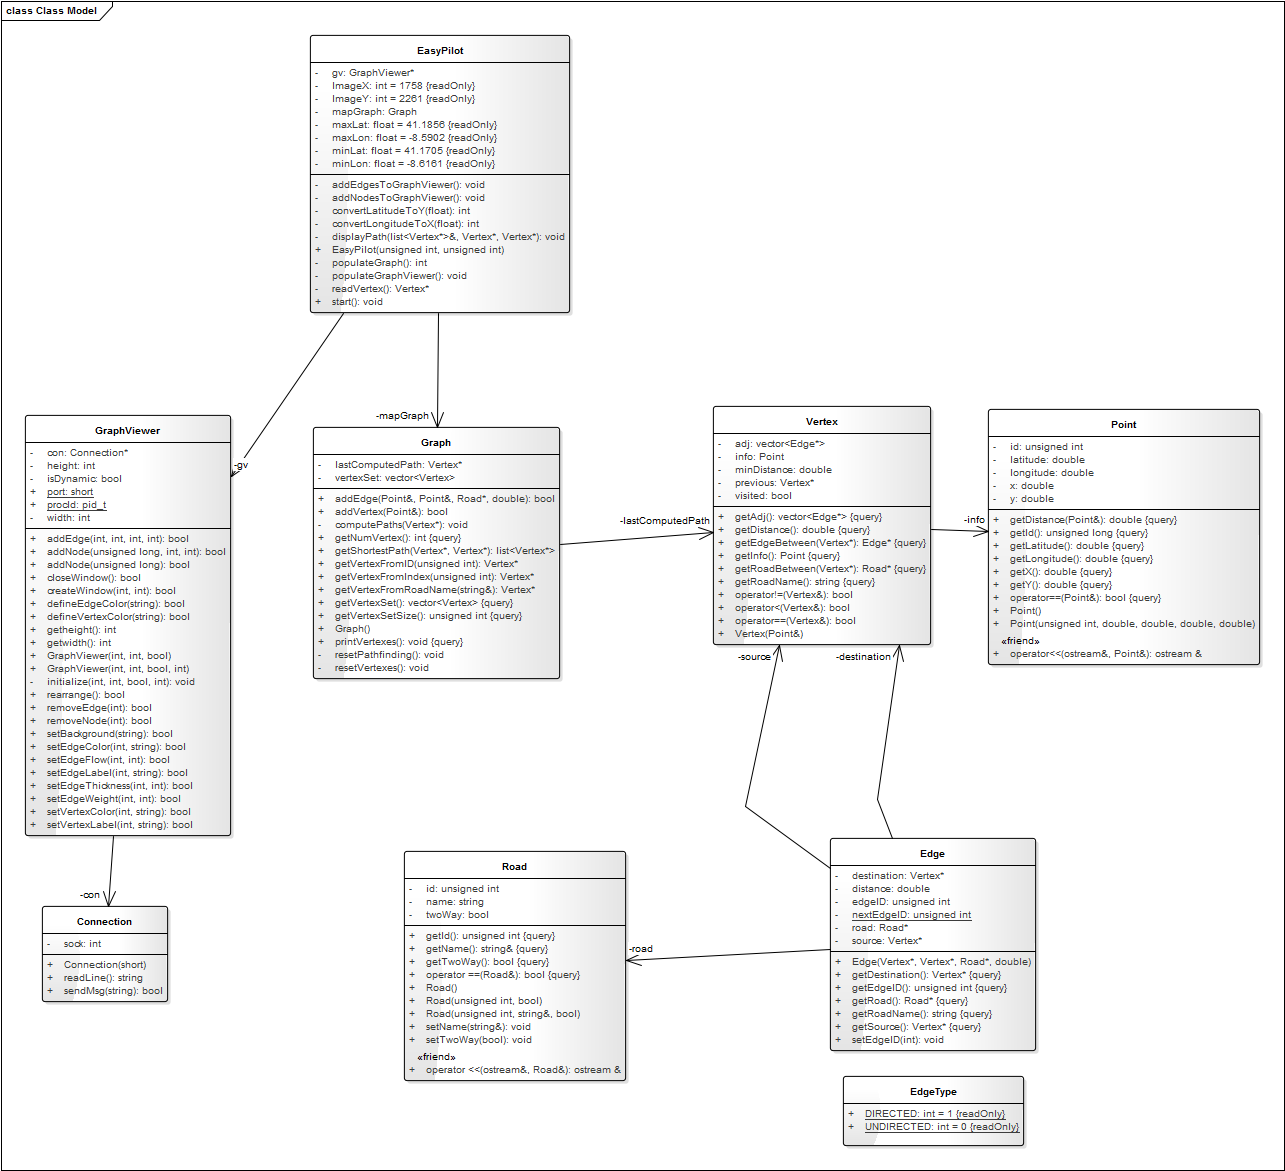 class Class Model
EasyPilot
- gv: GraphViewer*
- ImageX: int = 1758 {readOnly}
- ImageY: int = 2261 {readOnly}
- mapGraph: Graph
- maxLat: float = 41.1856 {readOnly}
- maxLon: float = -8.5902 {readOnly}
- minLat: float = 41.1705 {readOnly}
- minLon: float = -8.6161 {readOnly}
- addEdgesToGraphViewer(): void
- addNodesToGraphViewer(): void
- convertLatitudeToY(float): int
- convertLongitudeToX(float): int
- displayPath(list<Vertex*>&, Vertex*, Vertex*): void
+ EasyPilot(unsigned int, unsigned int)
- populateGraph(): int
- populateGraphViewer(): void
- readVertex(): Vertex*
+ start(): void
-gv
-mapGraph
GraphViewer
- con: Connection*
- height: int
- isDynamic: bool
+ port: short
+ procId: pid_t
- width: int
+ addEdge(int, int, int, int): bool
+ addNode(unsigned long, int, int): bool
+ addNode(unsigned long): bool
+ closeWindow(): bool
+ createWindow(int, int): bool
+ defineEdgeColor(string): bool
+ defineVertexColor(string): bool
+ getheight(): int
+ getwidth(): int
+ GraphViewer(int, int, bool)
+ GraphViewer(int, int, bool, int)
- initialize(int, int, bool, int): void
+ rearrange(): bool
+ removeEdge(int): bool
+ removeNode(int): bool
+ setBackground(string): bool
+ setEdgeColor(int, string): bool
+ setEdgeFlow(int, int): bool
+ setEdgeLabel(int, string): bool
+ setEdgeThickness(int, int): bool
+ setEdgeWeight(int, int): bool
+ setVertexColor(int, string): bool
+ setVertexLabel(int, string): bool
Graph
- lastComputedPath: Vertex*
- vertexSet: vector<Vertex>
+ addEdge(Point&, Point&, Road*, double): bool
+ addVertex(Point&): bool
- computePaths(Vertex*): void
+ getNumVertex(): int {query}
+ getShortestPath(Vertex*, Vertex*): list<Vertex*>
+ getVertexFromID(unsigned int): Vertex*
+ getVertexFromIndex(unsigned int): Vertex*
+ getVertexFromRoadName(string&): Vertex*
+ getVertexSet(): vector<Vertex> {query}
+ getVertexSetSize(): unsigned int {query}
+ Graph()
+ printVertexes(): void {query}
- resetPathfinding(): void
- resetVertexes(): void
-lastComputedPath
Vertex
- adj: vector<Edge*>
- info: Point
- minDistance: double
- previous: Vertex*
- visited: bool
+ getAdj(): vector<Edge*> {query}
+ getDistance(): double {query}
+ getEdgeBetween(Vertex*): Edge* {query}
+ getInfo(): Point {query}
+ getRoadBetween(Vertex*): Road* {query}
+ getRoadName(): string {query}
+ operator!=(Vertex&): bool
+ operator<(Vertex&): bool
+ operator==(Vertex&): bool
+ Vertex(Point&)
-info
Point
- id: unsigned int
- latitude: double
- longitude: double
- x: double
- y: double
+ getDistance(Point&): double {query}
+ getId(): unsigned long {query}
+ getLatitude(): double {query}
+ getLongitude(): double {query}
+ getX(): double {query}
+ getY(): double {query}
+ operator==(Point&): bool {query}
+ Point()
+ Point(unsigned int, double, double, double, double)
«friend»
+ operator<<(ostream&, Point&): ostream &
-source
-destination
-con
Connection
- sock: int
+ Connection(short)
+ readLine(): string
+ sendMsg(string): bool
Road
- id: unsigned int
- name: string
- twoWay: bool
+ getId(): unsigned int {query}
+ getName(): string& {query}
+ getTwoWay(): bool {query}
+ operator ==(Road&): bool {query}
+ Road()
+ Road(unsigned int, bool)
+ Road(unsigned int, string&, bool)
+ setName(string&): void
+ setTwoWay(bool): void
«friend»
+ operator <<(ostream&, Road&): ostream &
-road
Edge
- destination: Vertex*
- distance: double
- edgeID: unsigned int
- nextEdgeID: unsigned int
- road: Road*
- source: Vertex*
+ Edge(Vertex*, Vertex*, Road*, double)
+ getDestination(): Vertex* {query}
+ getEdgeID(): unsigned int {query}
+ getRoad(): Road* {query}
+ getRoadName(): string {query}
+ getSource(): Vertex* {query}
+ setEdgeID(int): void
EdgeType
+ DIRECTED: int = 1 {readOnly}
+ UNDIRECTED: int = 0 {readOnly}